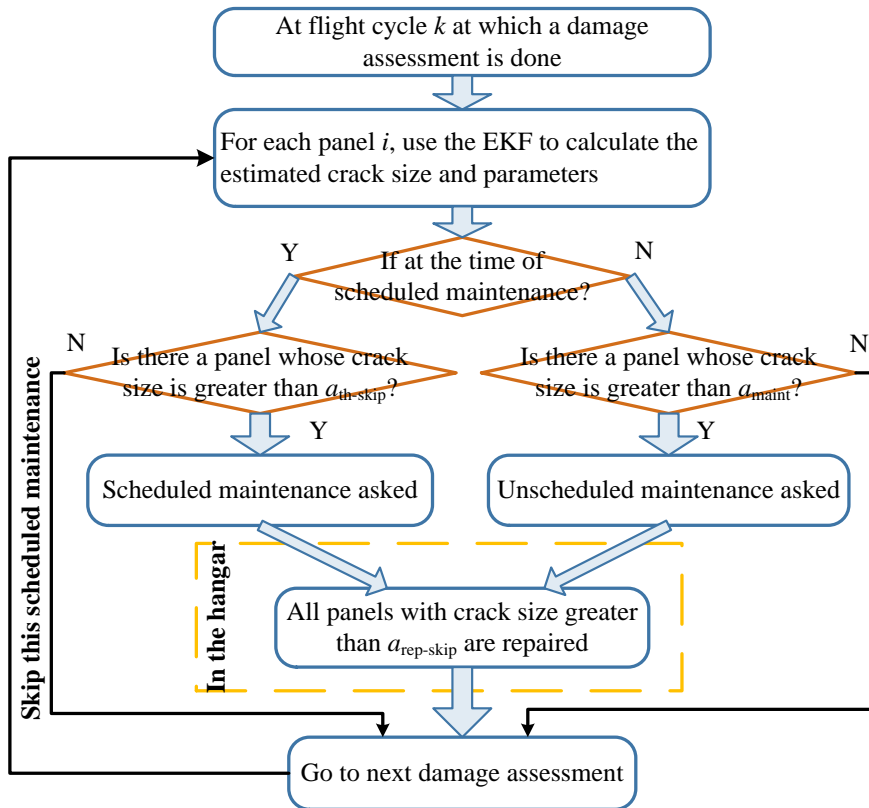 At flight cycle k at which a damage
assessment is done
For each panel i, use the EKF to calculate the
estimated crack size and parameters
Y
N
If at the time of
scheduled maintenance?
N
Is there a panel whose crack
size is greater than a_th-skip?
Is there a panel whose crack
size is greater than a_maint?
N
Y
Y
Scheduled maintenance asked
Unscheduled maintenance asked
Skip this scheduled maintenance
In the hangar
All panels with crack size greater
than a_rep-skip are repaired
Go to next damage assessment